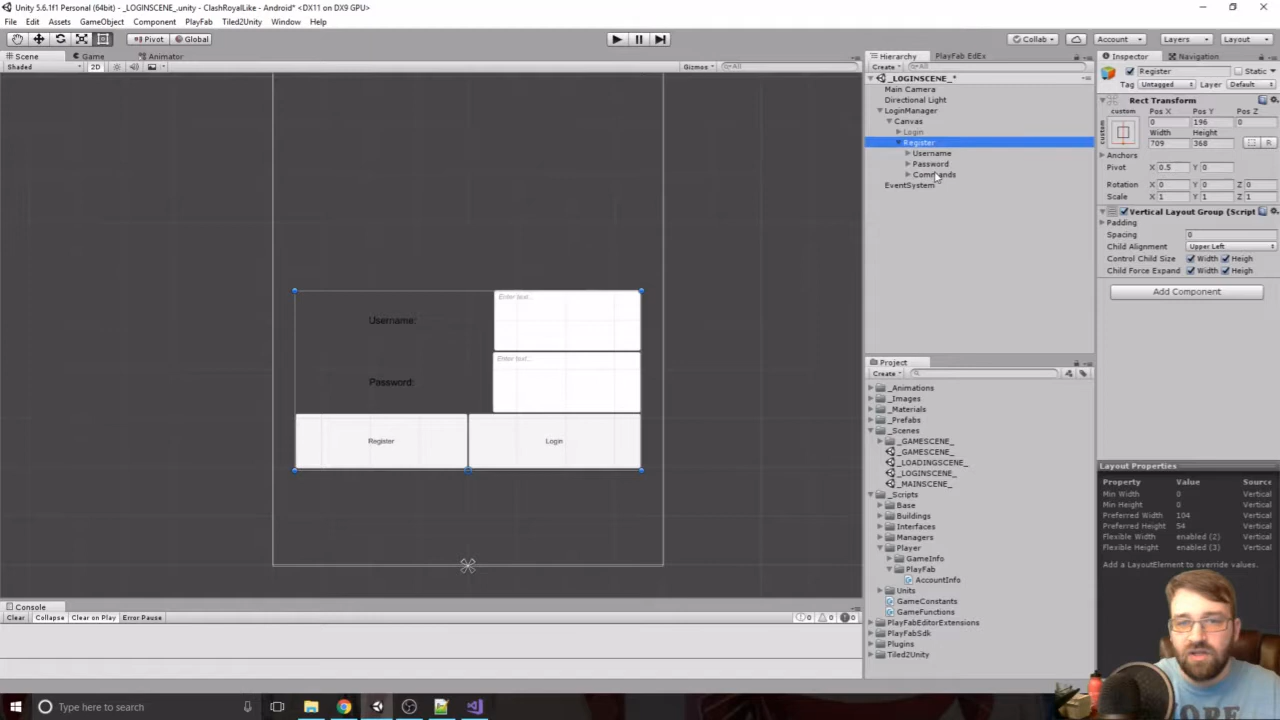 Unity 5.6.1f1 Personal (64bit) - _LOGINSCENE_.unity - ClashRoyalLike - Android* <DX11 on DX9 GPU>
File Edit Assets GameObject Component PlayFab Tiled2Unity Window Help
Pivot Global Collab Account Layers Layout
Scene Game Animator
Shaded 2D Gizmos All
Username: Enter text...
Password: Enter text...
Register Login
Console
Clear Collapse Clear on Play Error Pause 0 0 0
Hierarchy PlayFab EdEx
Create All
_LOGINSCENE_*
Main Camera
Directional Light
LoginManager
Canvas
Login
Register
Username
Password
Commands
EventSystem
Project
Create
_Animations
_Images
_Materials
_Prefabs
_Scenes
_GAMESCENE_
_GAMESCENE_
_LOADINGSCENE_
_LOGINSCENE_
_MAINSCENE_
_Scripts
Base
Buildings
Interfaces
Managers
Player
GameInfo
PlayFab
AccountInfo
Units
GameConstants
GameFunctions
PlayFabEditorExtensions
PlayFabSdk
Plugins
Tiled2Unity
Inspector Navigation
Register Static
Tag Untagged Layer Default
Rect Transform
custom Pos X Pos Y Pos Z
custom 0 196 0
Width Height
709 368 R
Anchors
Pivot X 0.5 Y 0
Rotation X 0 Y 0 Z 0
Scale X 1 Y 1 Z 1
Vertical Layout Group (Script
Padding
Spacing 0
Child Alignment Upper Left
Control Child Size Width Heigh
Child Force Expand Width Heigh
Add Component
Layout Properties
Property Value Source
Min Width 0 Vertical
Min Height 0 Vertical
Preferred Width 104 Vertical
Preferred Height 54 Vertical
Flexible Width enabled (2) Vertical
Flexible Height enabled (3) Vertical
Add a LayoutElement to override values.
Type here to search